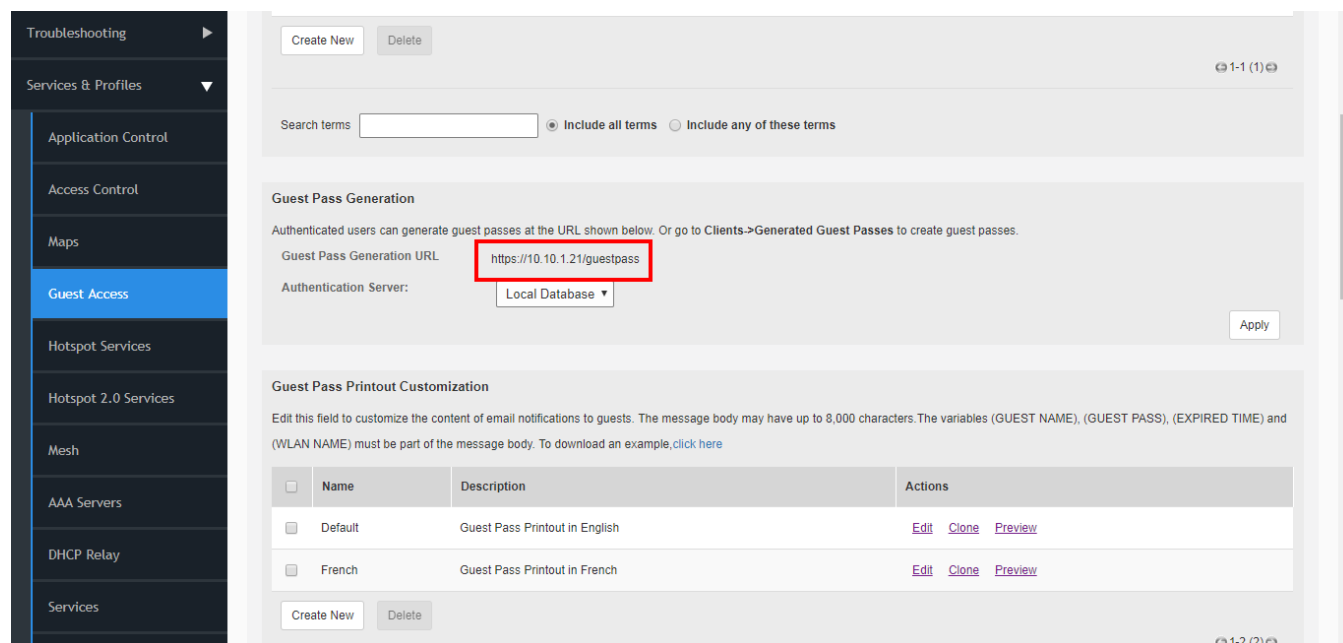 Troubleshooting
Services & Profiles
Application Control
Access Control
Maps
Guest Access
Hotspot Services
Hotspot 2.0 Services
Mesh
AAA Servers
DHCP Relay
Services
Create New Delete
1-1 (1)
Search terms Include all terms Include any of these terms
Guest Pass Generation
Authenticated users can generate guest passes at the URL shown below. Or go to Clients->Generated Guest Passes to create guest passes.
Guest Pass Generation URL https://10.10.1.21/guestpass
Authentication Server: Local Database
Apply
Guest Pass Printout Customization
Edit this field to customize the content of email notifications to guests. The message body may have up to 8,000 characters.The variables (GUEST NAME), (GUEST PASS), (EXPIRED TIME) and
(WLAN NAME) must be part of the message body. To download an example,click here
Name Description Actions
Default Guest Pass Printout in English Edit Clone Preview
French Guest Pass Printout in French Edit Clone Preview
Create New Delete
1-2 (2)